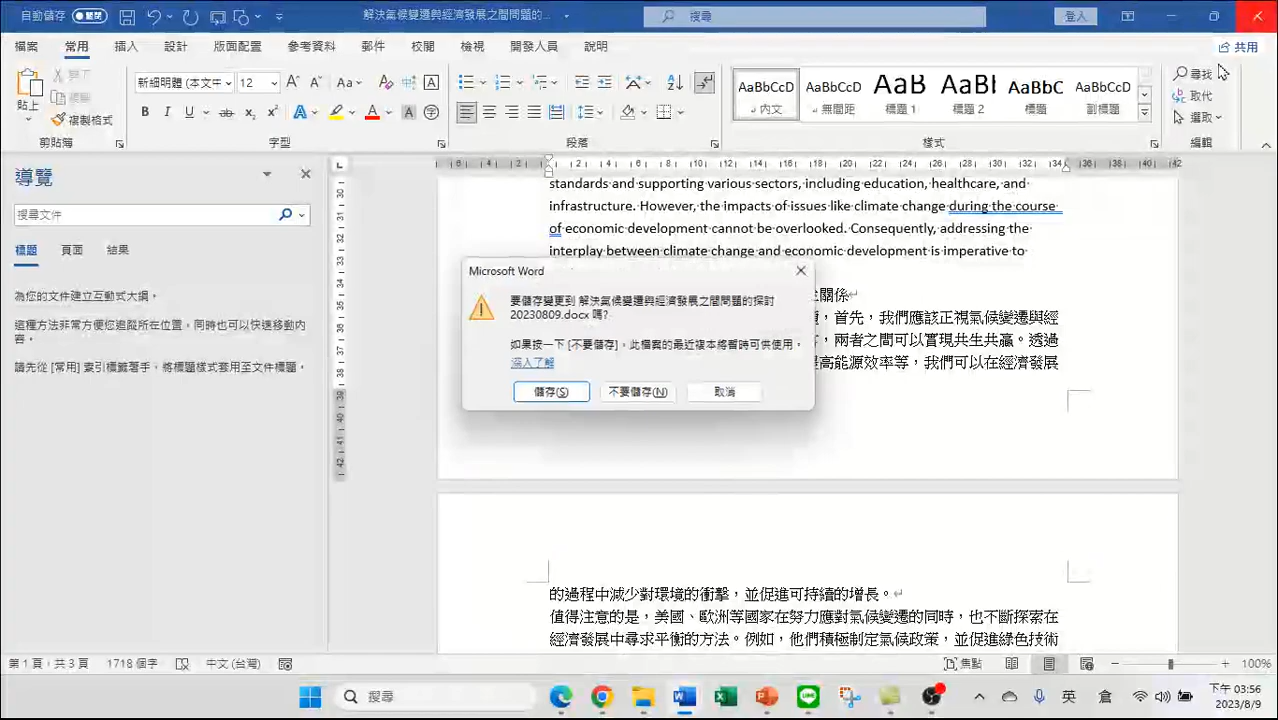 自動儲存 關閉 解決氣候變遷與經濟發展之間問題的... 搜尋 登入
檔案 常用 插入 設計 版面配置 參考資料 郵件 校閱 檢視 開發人員 說明 共用
貼上 剪下 複製 複製格式
新細明體 (本文中 12
AaBbCcD 內文
AaBbCcD 無間距
AaB 標題 1
AaBl 標題 2
AaBbC 標題
AaBbCcD 副標題
尋找
取代
選取
剪貼簿 字型 段落 樣式 編輯
導覽
搜尋文件
標題 頁面 結果
為您的文件建立互動式大綱。
這種方法非常方便您追蹤所在位置，同時也可以快速移動內
容。
請先從 [常用] 索引標籤著手，將標題樣式套用至文件標題。
standards and supporting various sectors, including education, healthcare, and
infrastructure. However, the impacts of issues like climate change during the course
of economic development cannot be overlooked. Consequently, addressing the
interplay between climate change and economic development is imperative to
關係
，首先，我們應該正視氣候變遷與經
，兩者之間可以實現共生共贏。透過
高能源效率等，我們可以在經濟發展
Microsoft Word
要儲存變更到 解決氣候變遷與經濟發展之間問題的探討
20230809.docx 嗎?
如果按一下 [不要儲存]，此檔案的最近複本將暫時可供使用。
深入了解
儲存(S) 不要儲存(N) 取消
的過程中減少對環境的衝擊，並促進可持續的增長。
值得注意的是，美國、歐洲等國家在努力應對氣候變遷的同時，也不斷探索在
經濟發展中尋求平衡的方法。例如，他們積極制定氣候政策，並促進綠色技術
第 1 頁，共 3 頁 1718 個字 中文 (台灣) 焦點 100%
搜尋 英 下午 03:56
2023/8/9